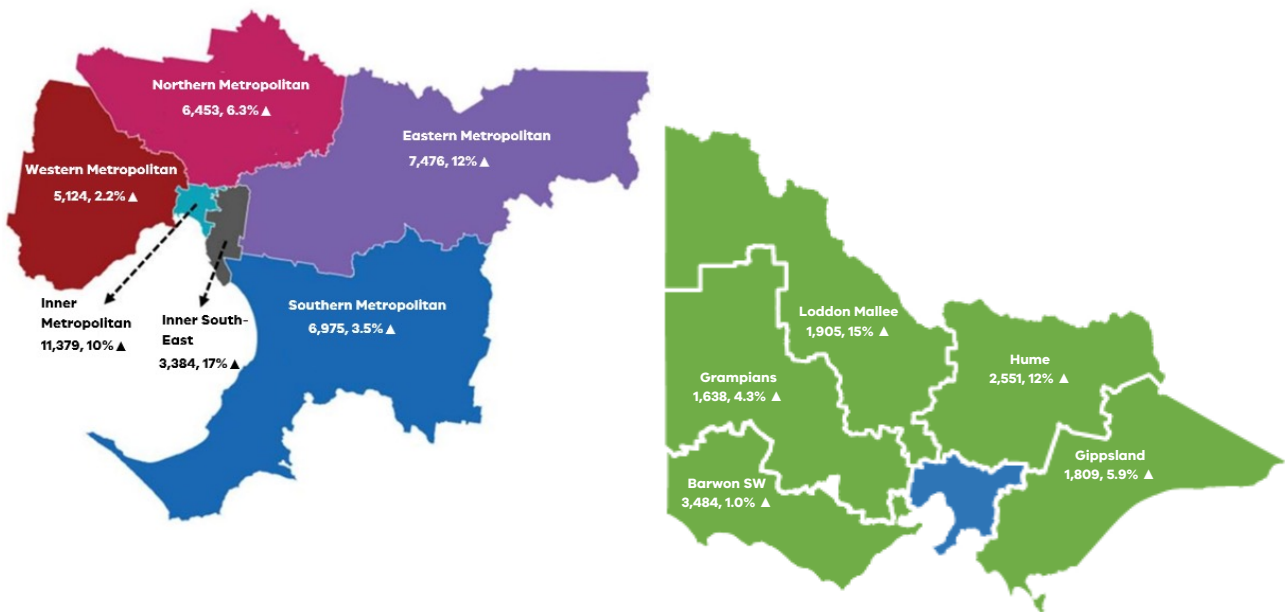 Northern Metropolitan
6,453, 6.3% ▲
Eastern Metropolitan
7,476, 12% ▲
Western Metropolitan
5,124, 2.2% ▲
Inner
Metropolitan
11,379, 10% ▲
Inner South-
East
3,384, 17% ▲
Southern Metropolitan
6,975, 3.5% ▲
Loddon Mallee
1,905, 15% ▲
Hume
2,551, 12% ▲
Grampians
1,638, 4.3% ▲
Gippsland
1,809, 5.9% ▲
Barwon SW
3,484, 1.0% ▲